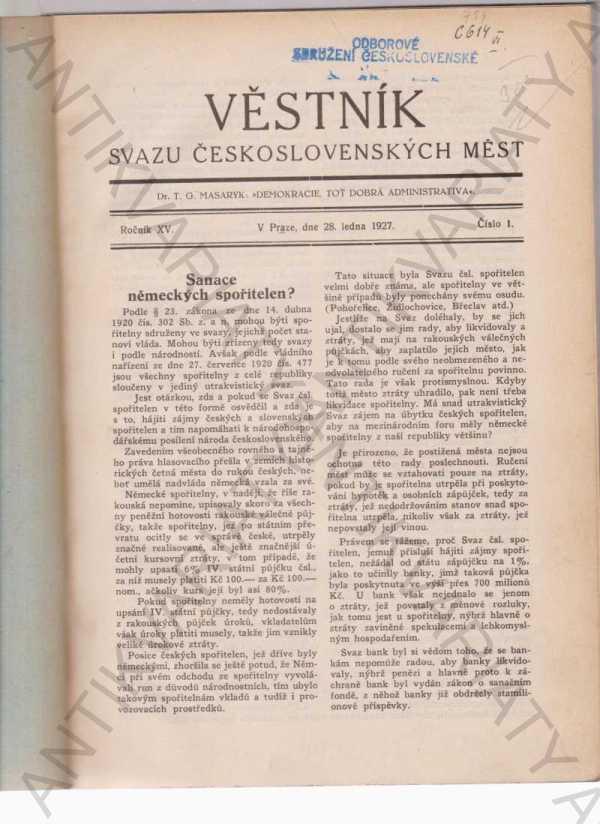 C614
VI
ODBOROVÉ
SDRUŽENÍ ČESKOSLOVENSKÉ
VĚSTNÍK
SVAZU ČESKOSLOVENSKÝCH MĚST
Dr. T. G. MASARYK: »DEMOKRACIE, TOŤ DOBRÁ ADMINISTRATIVA«.
Ročník XV. V Praze, dne 28. ledna 1927. Číslo 1.
Sanace
německých spořitelen?
Podle § 23. zákona ze dne 14. dubna
1920 čís. 302 Sb. z. a n. mohou býti spo-
řitelny sdruženy ve svazy, jejichž počet sta-
noví vláda. Mohou býti zřízeny tedy svazy
i podle národností. Avšak podle vládního
nařízení ze dne 27. července 1920 čís. 477
jsou všechny spořitelny z celé republiky
sloučeny v jediný utrakvistický svaz.
Jest otázkou, zda a pokud se Svaz čsl.
spořitelen v této formě osvědčil a zda je
s to, hájiti zájmy českých a slovenských
spořitelen a tím napomáhati k národohospo-
dářskému posílení národa československého.
Zavedením všeobecného rovného a tajné-
ho práva hlasovacího přešla v zemích histo-
rických četná města do rukou českých, ne-
boť umělá nadvláda německá vzala za své.
Německé spořitelny, v naději, že říše ra-
kouská nepomine, upisovaly skoro za všech-
ny peněžní hotovosti rakouské válečné půj-
čky, takže spořitelny, jež po státním pře-
vratu ocitly se ve správě české, utrpěly
značné realisované, ale ještě značnější ú-
četní kursovní ztráty, v tom případě, že
mohly upsati 6% IV. státní půjčku čsl.,
za niž musely platiti Kč 100.— za Kč 100.—
nom., ačkoliv kurs její byl asi 80%.
Pokud spořitelny neměly hotovosti na
upsání IV. státní půjčky, tedy nedostávaly
z rakouských půjček úroků, vkladatelům
však úroky platiti musely, takže jim vznikly
veliké úrokové ztráty.
Posice českých spořitelen, jež dříve byly
německými, zhoršila se ještě potud, že Něm-
ci při svém odchodu ze spořitelny vyvolá-
vali run z důvodů národnostních, tím ubylo
takovým spořitelnám vkladů a tudíž i pro-
vozovacích prostředků.
Tato situace byla Svazu čsl. spořitelen
velmi dobře známa, ale spořitelny ve vět-
šině případů byly ponechány svému osudu.
(Pohořelice, Židlochovice, Břeclav atd.)
Jestliže na Svaz doléhaly, by se jich
ujal, dostalo se jim rady, aby likvidovaly a
ztráty, jež mají na rakouských válečných
půjčkách, aby zaplatilo jejich město, jak
je k tomu podle svého neobmezeného a ne-
odvolatelného ručení za spořitelnu povinno.
Tato rada je však protismyslnou. Kdyby
totiž město ztráty uhradilo, pak není třeba
likvidace spořitelny. Má snad utrakvistický
Svaz zájem na úbytku českých spořitelen,
aby na mezinárodním foru měly německé
spořitelny z naší republiky většinu?
Je přirozeno, že postižená města nejsou
ochotna této rady poslechnouti. Ručení
měst může se vztahovati pouze na ztráty,
pokud by je spořitelna utrpěla při poskyto-
vání hypoték a osobních zápůjček, tedy za
ztráty, jež nedodržováním stanov snad spo-
řitelna utrpěla, nikoliv však za ztráty, jež
nepovstaly její vinou.
Právem se tážeme, proč Svaz čsl. spo-
řitelen, jemuž přísluší hájiti zájmy spoři-
telen, nežádal od státu zápůjčku na 1%,
jako to učinily banky, jimž taková půjčka
byla poskytnuta ve výši přes 700 milionů
Kč. U bank však nejednalo se jenom
o ztráty, jež povstaly z měnové rozluky,
jak tomu jest u spořitelny, nýbrž hlavně o
ztráty zaviněné spekulacemi a lehkomysl-
ným hospodařením.
Svaz bank byl si vědom toho, že se ban-
kám nepomůže radou, aby banky likvido-
valy, nýbrž penězi a hlavně proto k zá-
chraně bank byl vydán zákon o sanačním
fondě, z něhož banky již obdržely stamili-
onové příspěvky.
ANTIKVARIÁTY